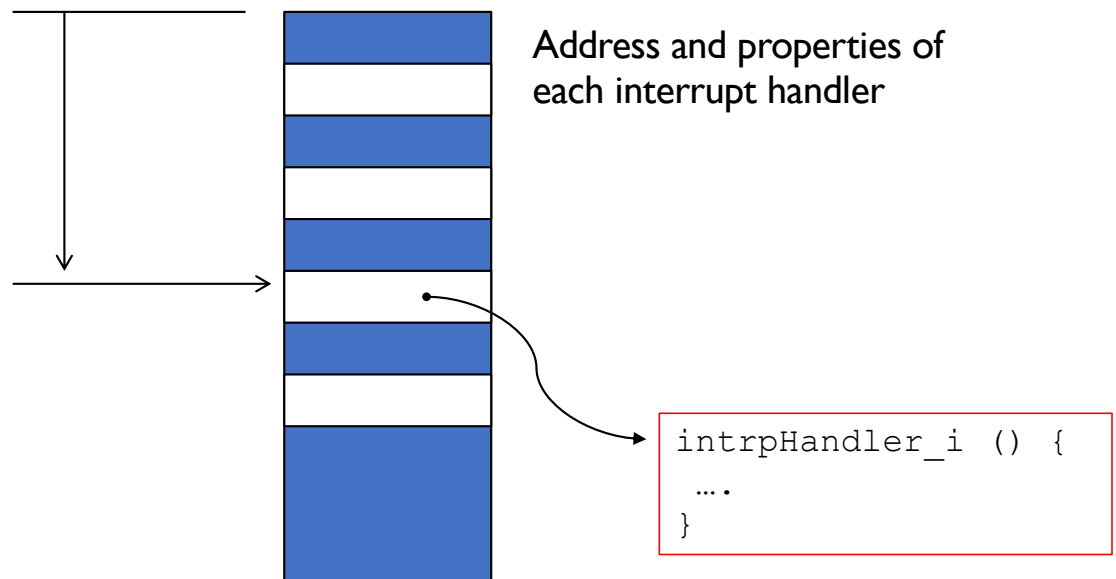 Address and properties of
each interrupt handler
intrpHandler_i () {
….
}